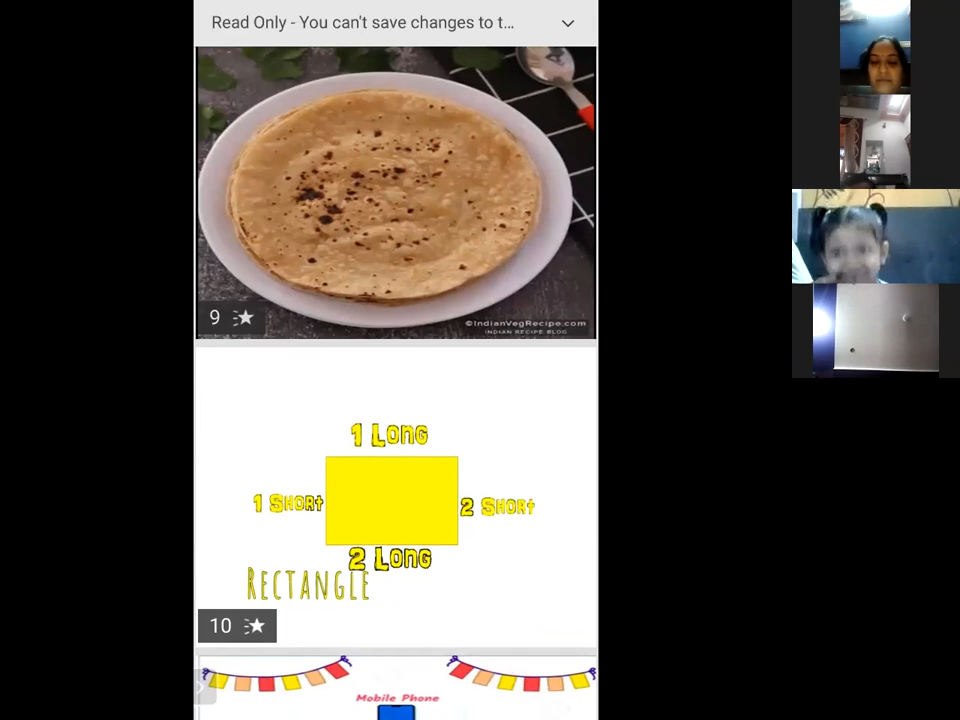 Read Only - You can't save changes to t...
9
©IndianVegRecipe.com
INDIAN RECIPE BLOG
1 Long
1 Short
2 Short
2 Long
Rectangle
10
Mobile Phone